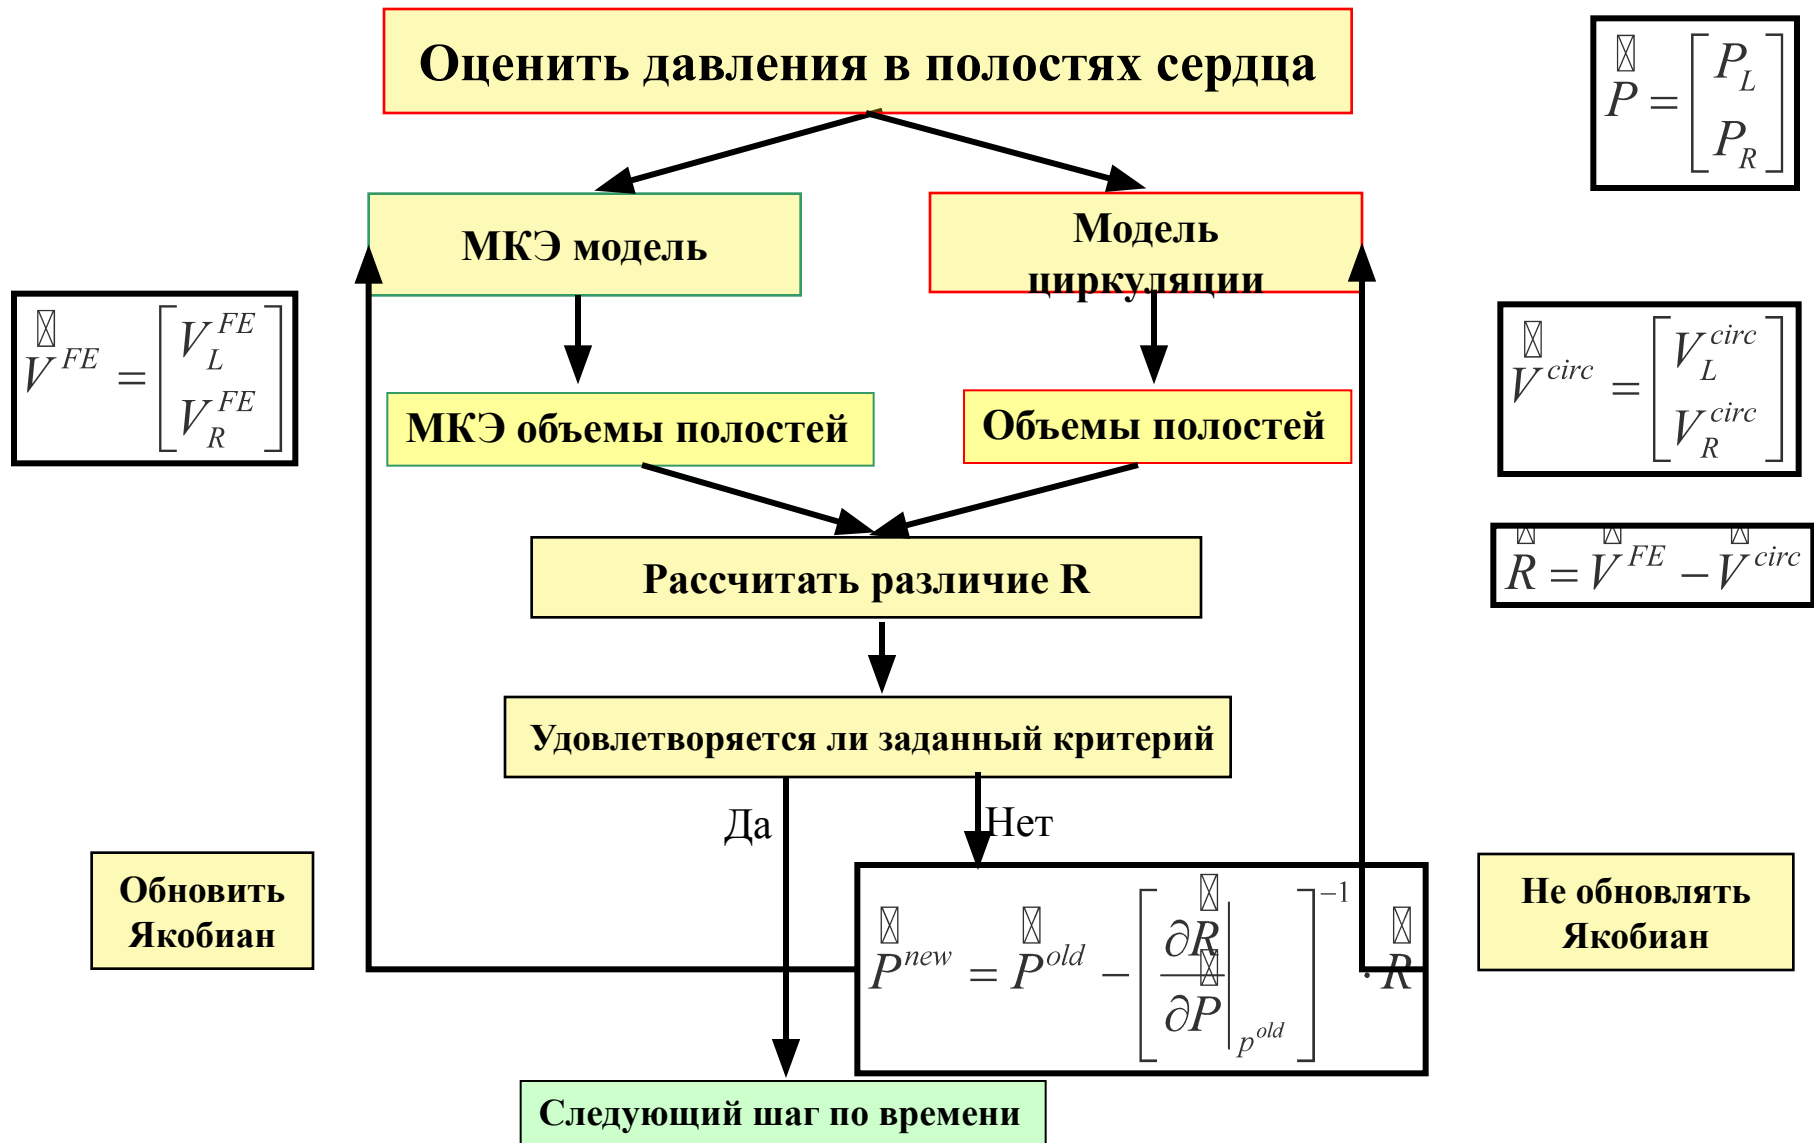 Оценить давления в полостях сердца
P = [P_L P_R]
МКЭ модель
Модель
циркуляции
V^{FE} = [V_L^{FE} V_R^{FE}]
V^{circ} = [V_L^{circ} V_R^{circ}]
МКЭ объемы полостей
Объемы полостей
R = V^{FE} − V^{circ}
Рассчитать различие R
Удовлетворяется ли заданный критерий
Да
Нет
Обновить
Якобиан
P^{new} = P^{old} − [∂R/∂P |_{p^{old}}]^{−1} · R
Не обновлять
Якобиан
Следующий шаг по времени